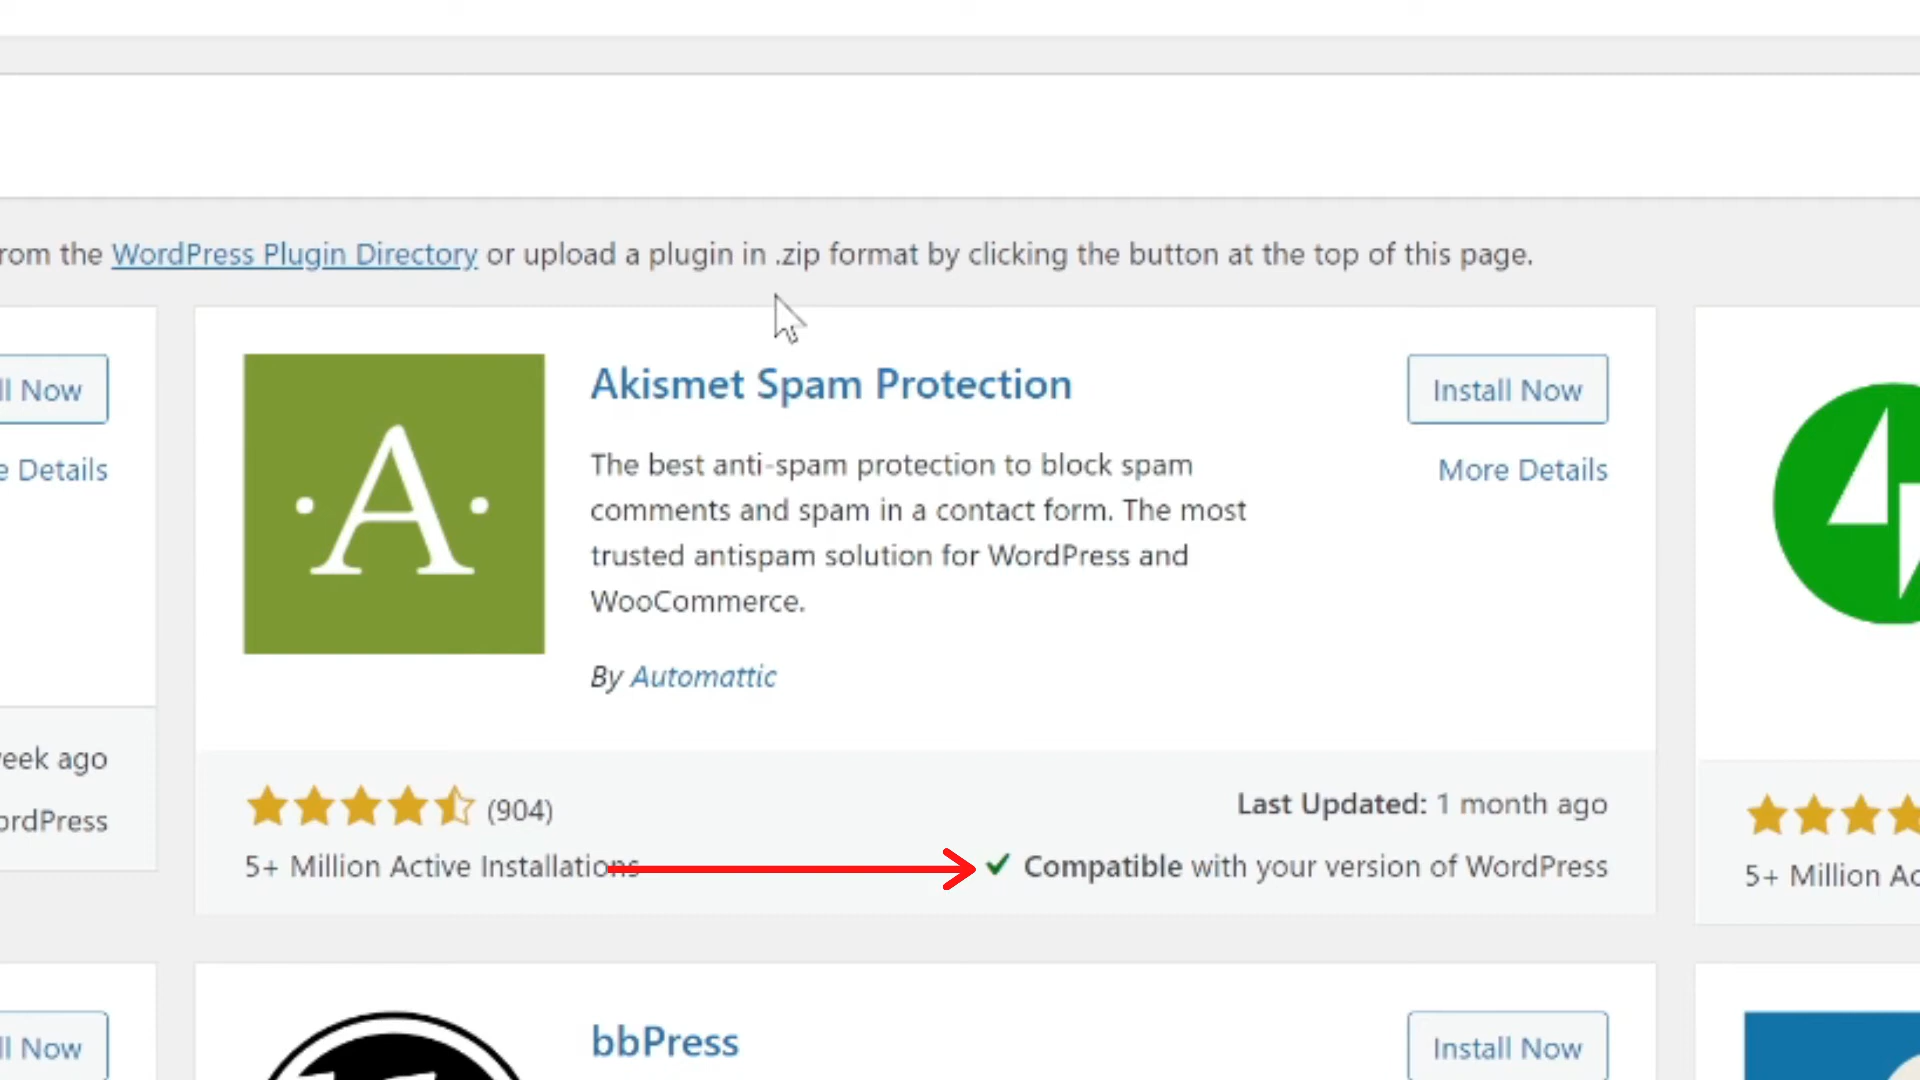 rom the WordPress Plugin Directory or upload a plugin in .zip format by clicking the button at the top of this page.
ll Now
e Details
eek ago
ordPress
A
Akismet Spam Protection
Install Now
More Details
The best anti-spam protection to block spam
comments and spam in a contact form. The most
trusted antispam solution for WordPress and
WooCommerce.
By Automattic
(904)
Last Updated: 1 month ago
5+ Million Active Installations
Compatible with your version of WordPress
5+ Million Ac
ll Now
bbPress
Install Now